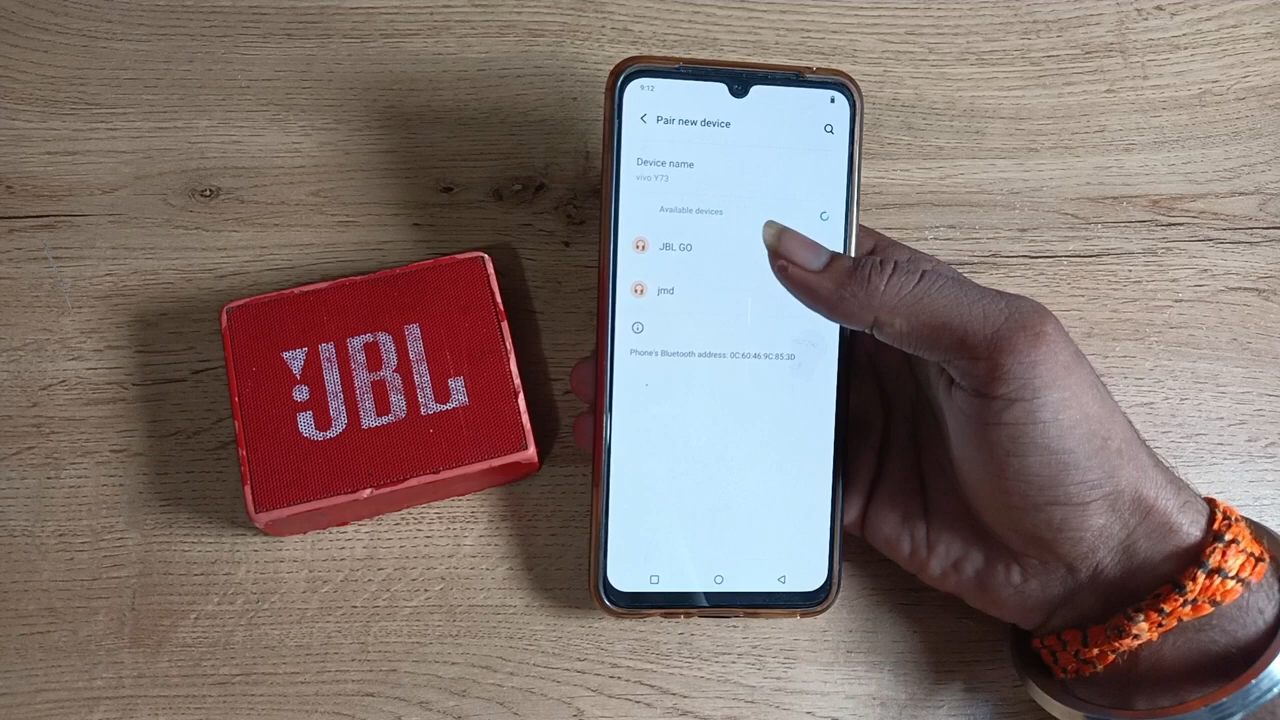 JBL
9:12
Pair new device
Device name
vivo Y73
Available devices
JBL GO
jmd
Phone's Bluetooth address: 0C:60:46:9C:85:3D